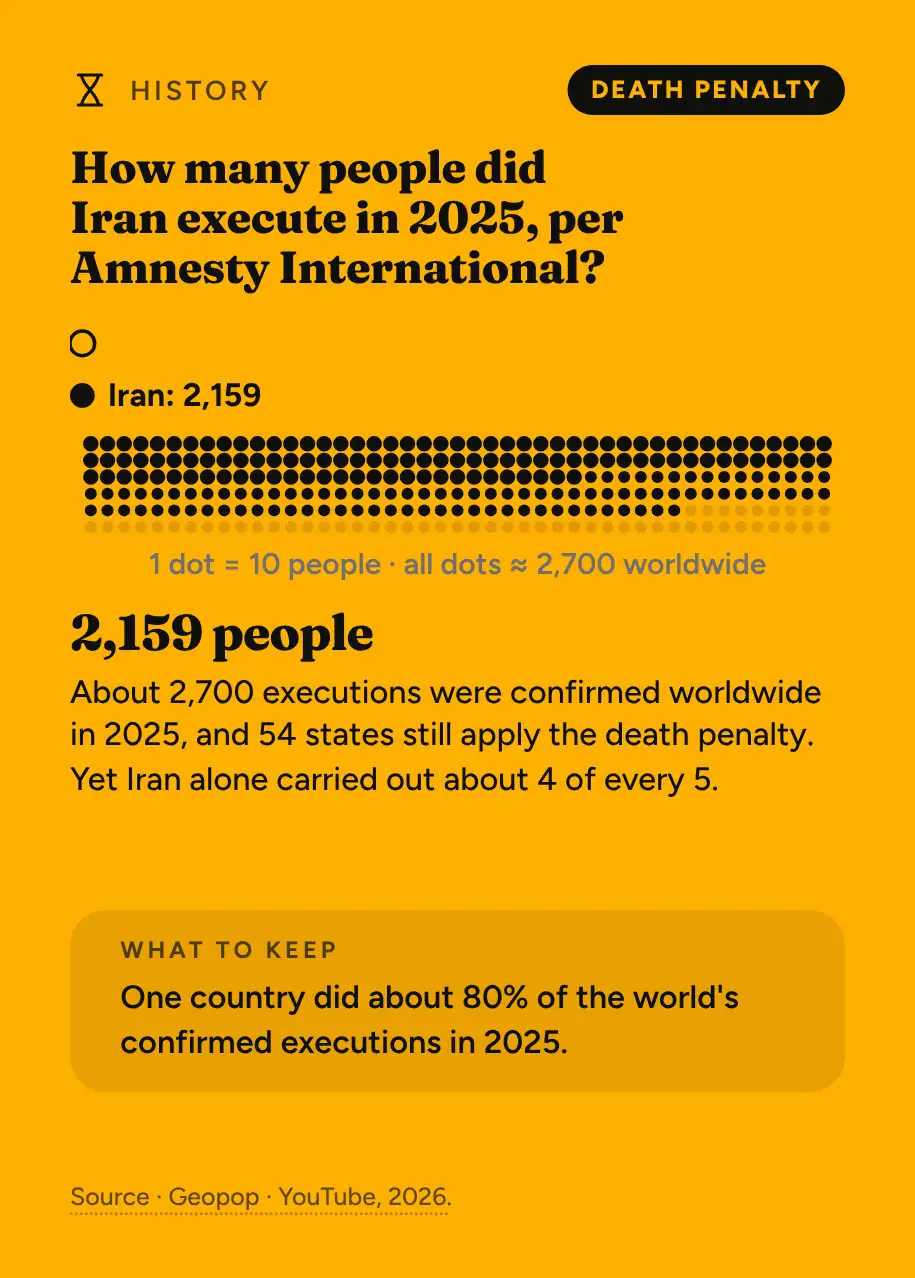 HISTORY
DEATH PENALTY
How many people did
Iran execute in 2025, per
Amnesty International?
Iran: 2,159
1 dot = 10 people · all dots ≈ 2,700 worldwide
2,159 people
About 2,700 executions were confirmed worldwide
in 2025, and 54 states still apply the death penalty.
Yet Iran alone carried out about 4 of every 5.
WHAT TO KEEP
One country did about 80% of the world's
confirmed executions in 2025.
Source · Geopop · YouTube, 2026.